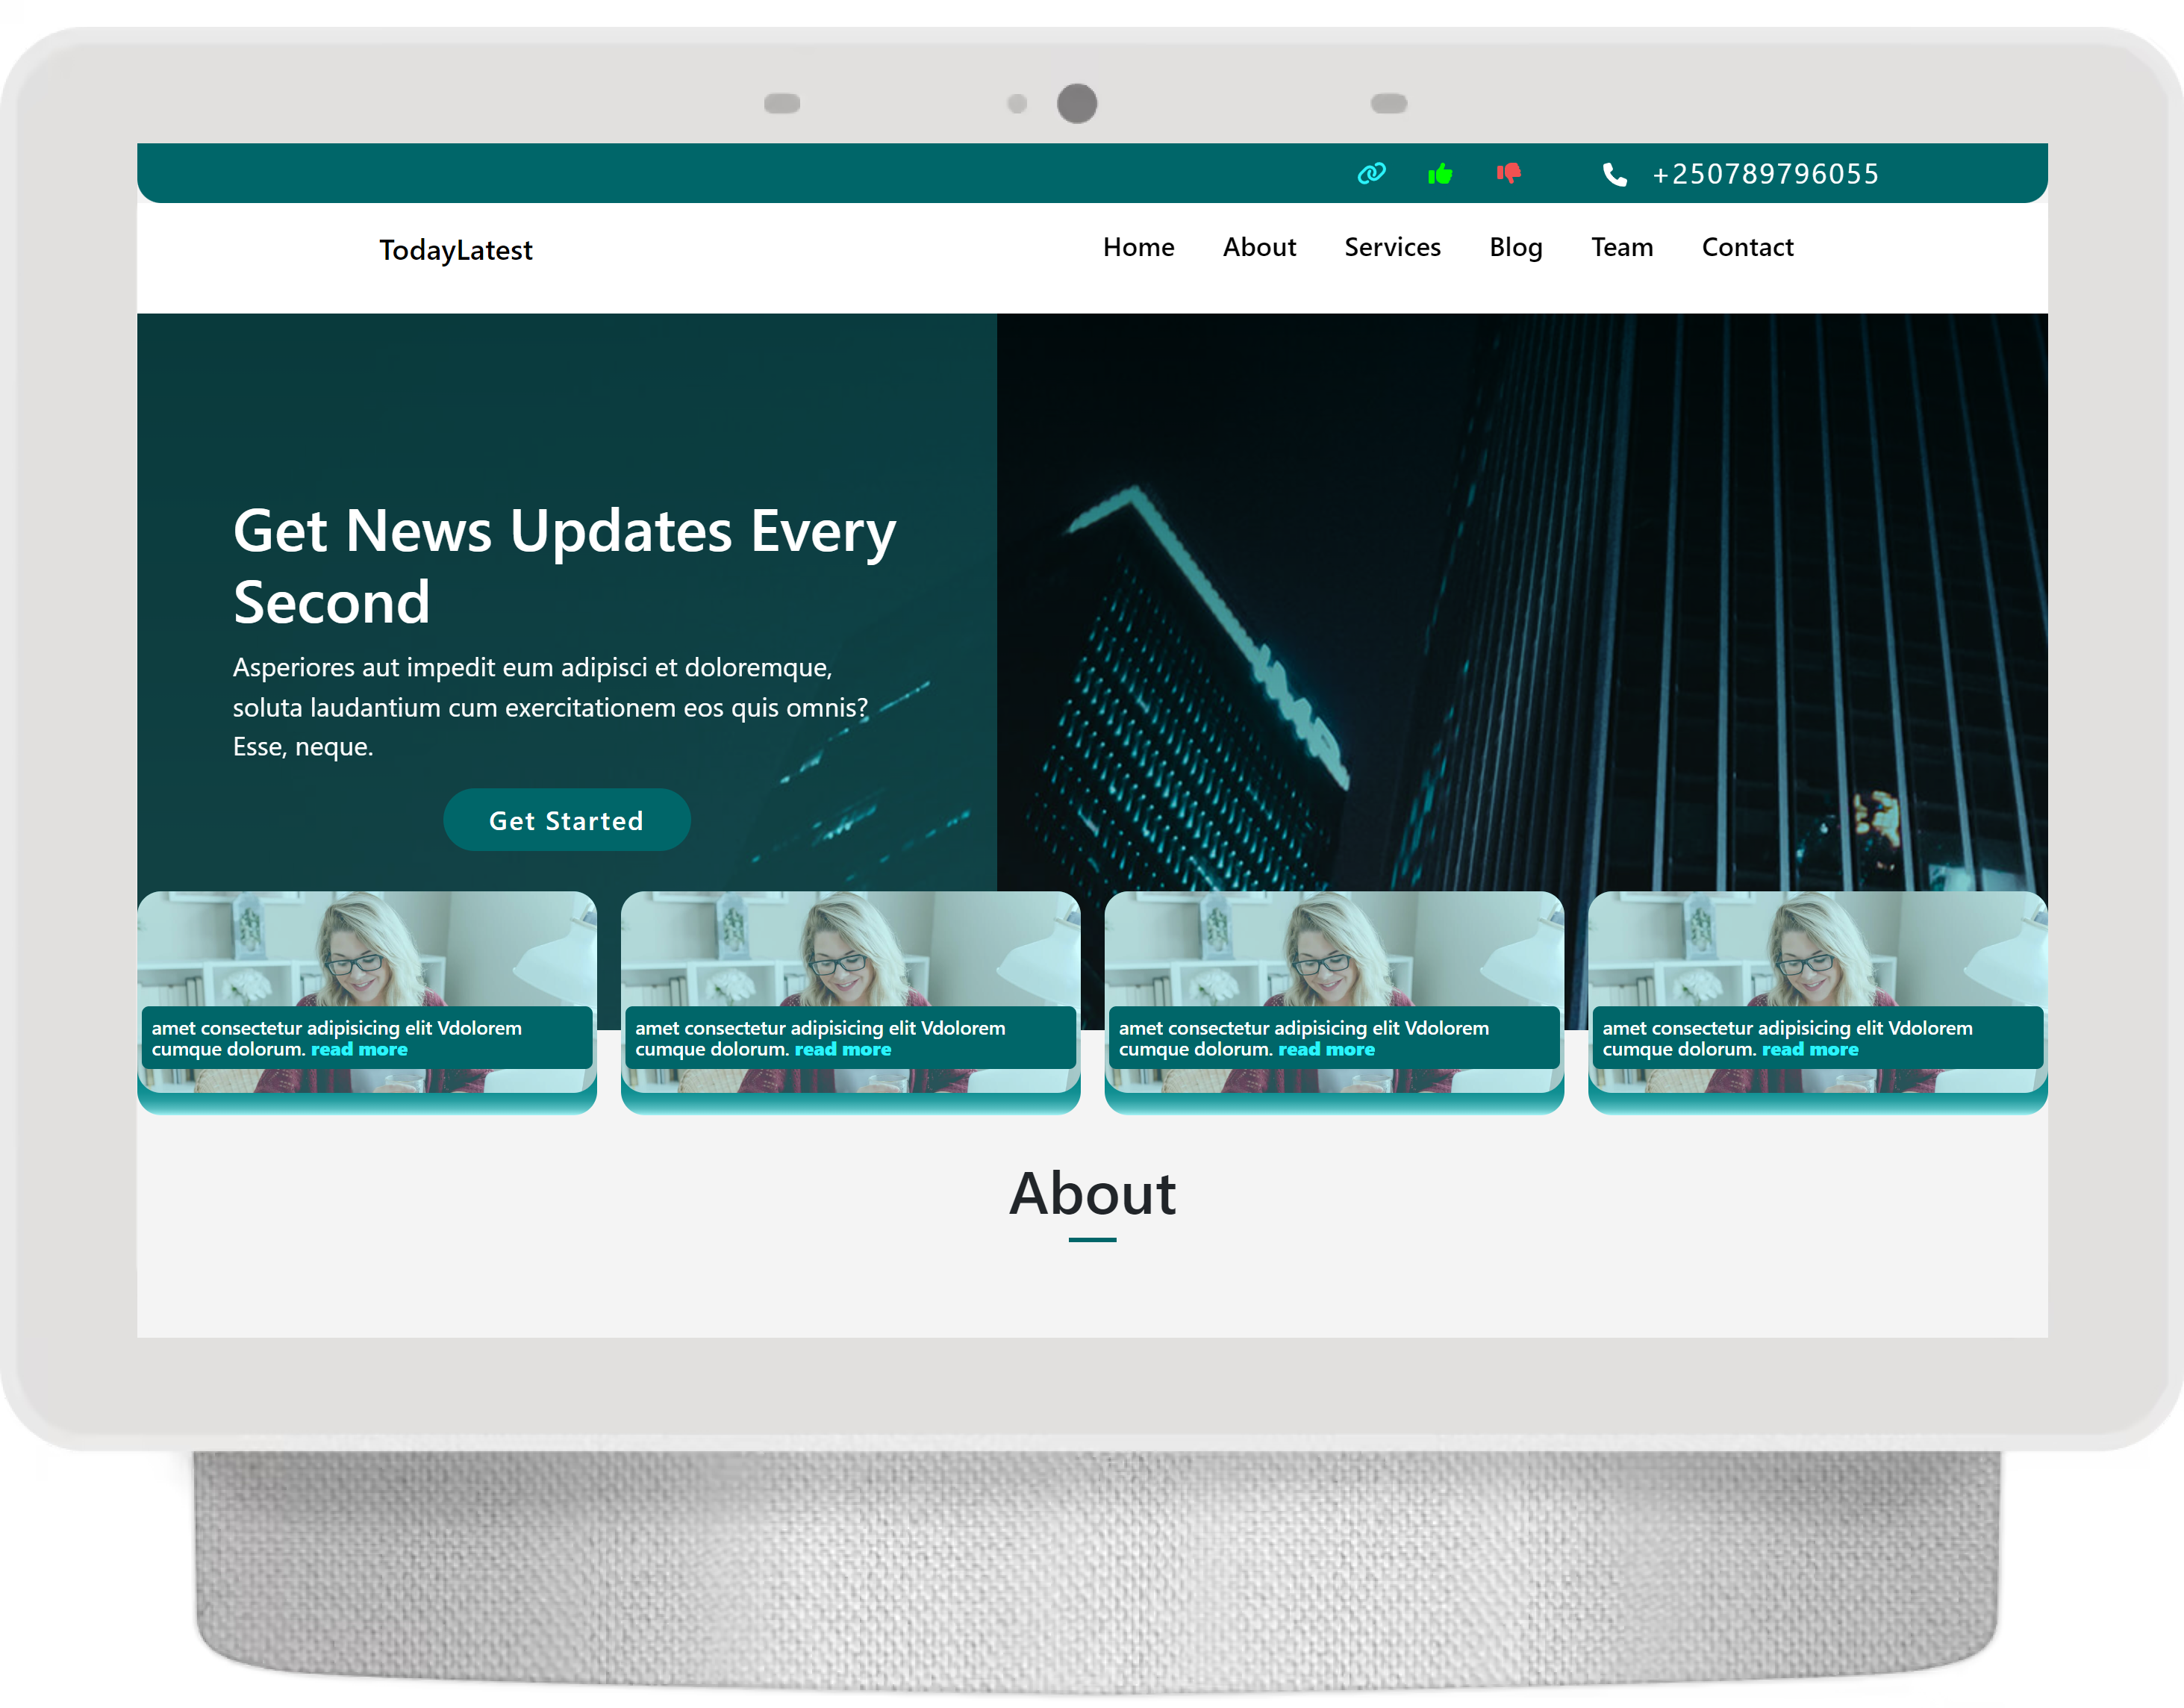 +250789796055
TodayLatest
Home About Services Blog Team Contact
Get News Updates Every
Second
Asperiores aut impedit eum adipisci et doloremque,
soluta laudantium cum exercitationem eos quis omnis?
Esse, neque.
Get Started
amet consectetur adipisicing elit Vdolorem
cumque dolorum. read more
amet consectetur adipisicing elit Vdolorem
cumque dolorum. read more
amet consectetur adipisicing elit Vdolorem
cumque dolorum. read more
amet consectetur adipisicing elit Vdolorem
cumque dolorum. read more
About